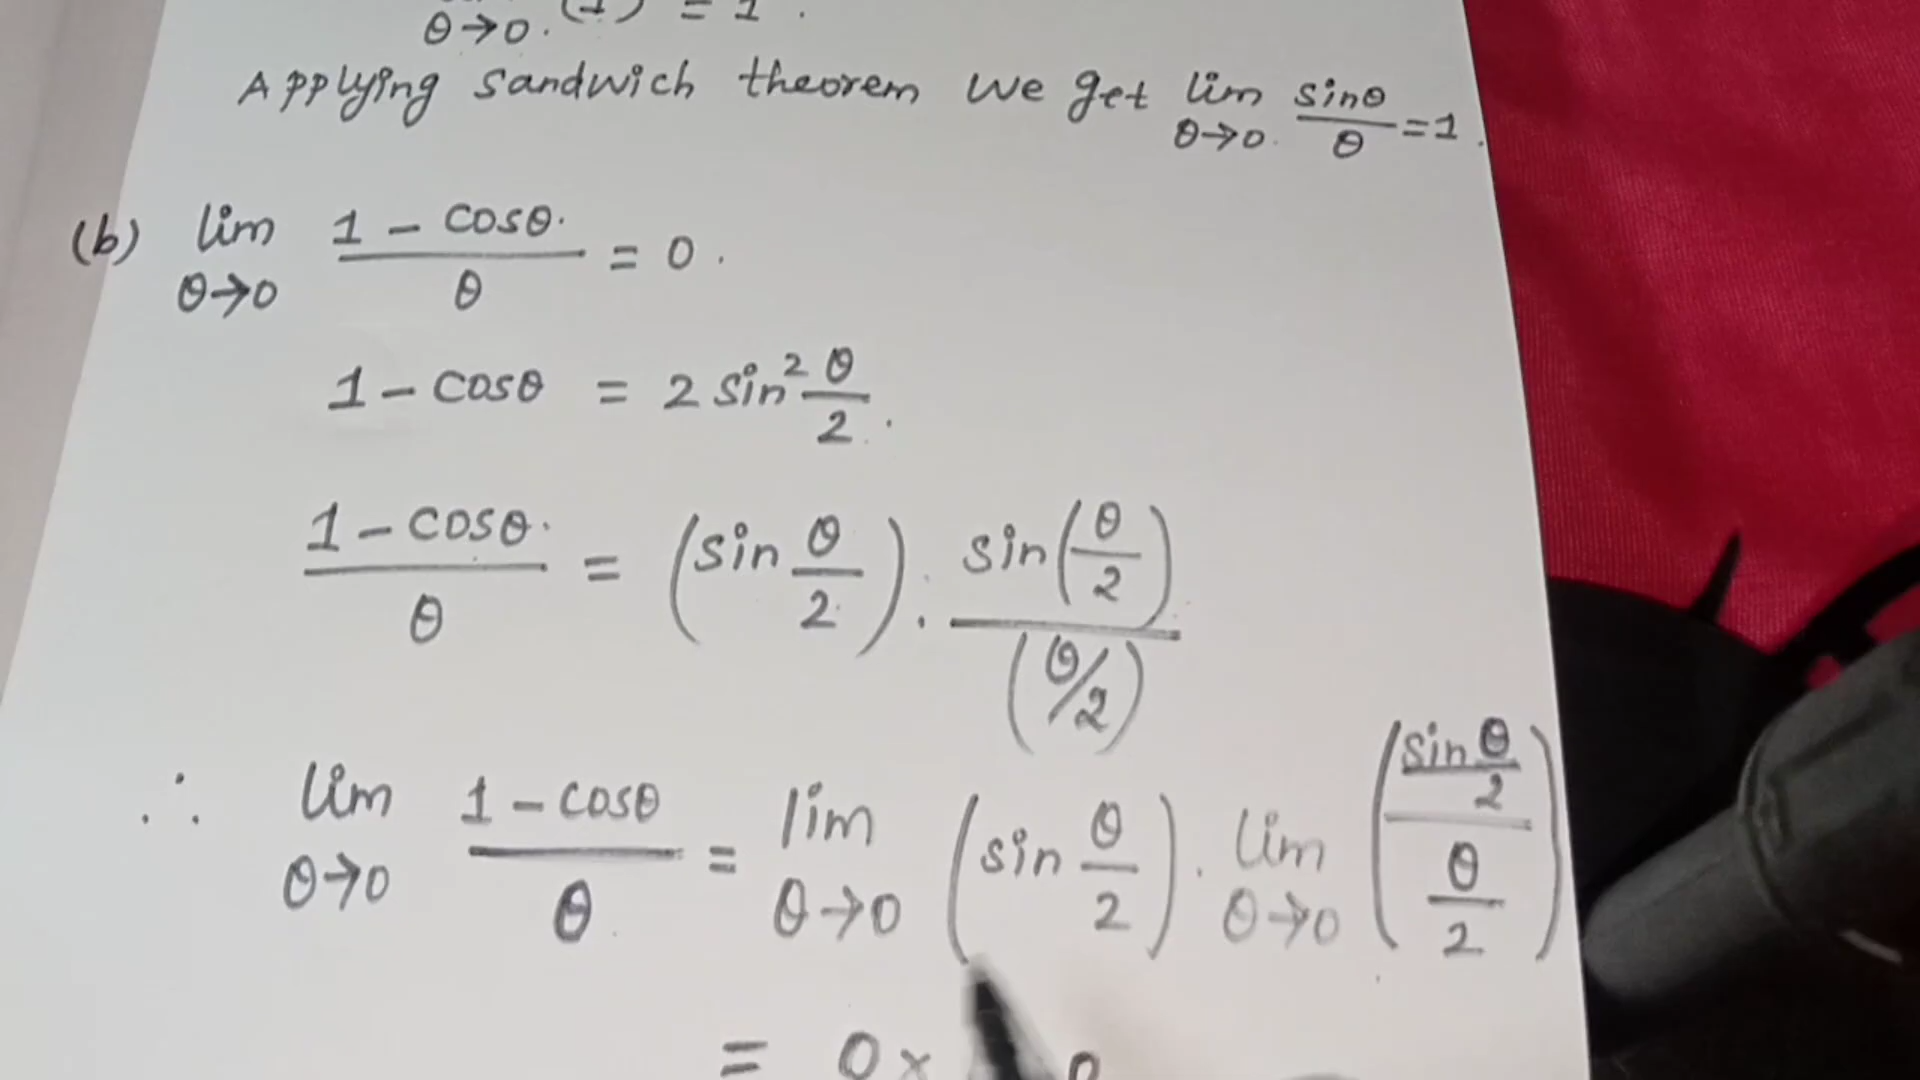 θ→0. (1) = 1.
Applying sandwich theorem we get lim θ→0. sinθ/θ = 1.
(b) lim θ→0 (1 - cosθ.)/θ = 0.
1 - cosθ = 2 sin² θ/2.
(1 - cosθ.)/θ = (sin θ/2). sin(θ/2)/(θ/2)
∴ lim θ→0 (1 - cosθ)/θ = lim θ→0 (sin θ/2). lim θ→0 (sin θ/2 / θ/2)
= 0 ×